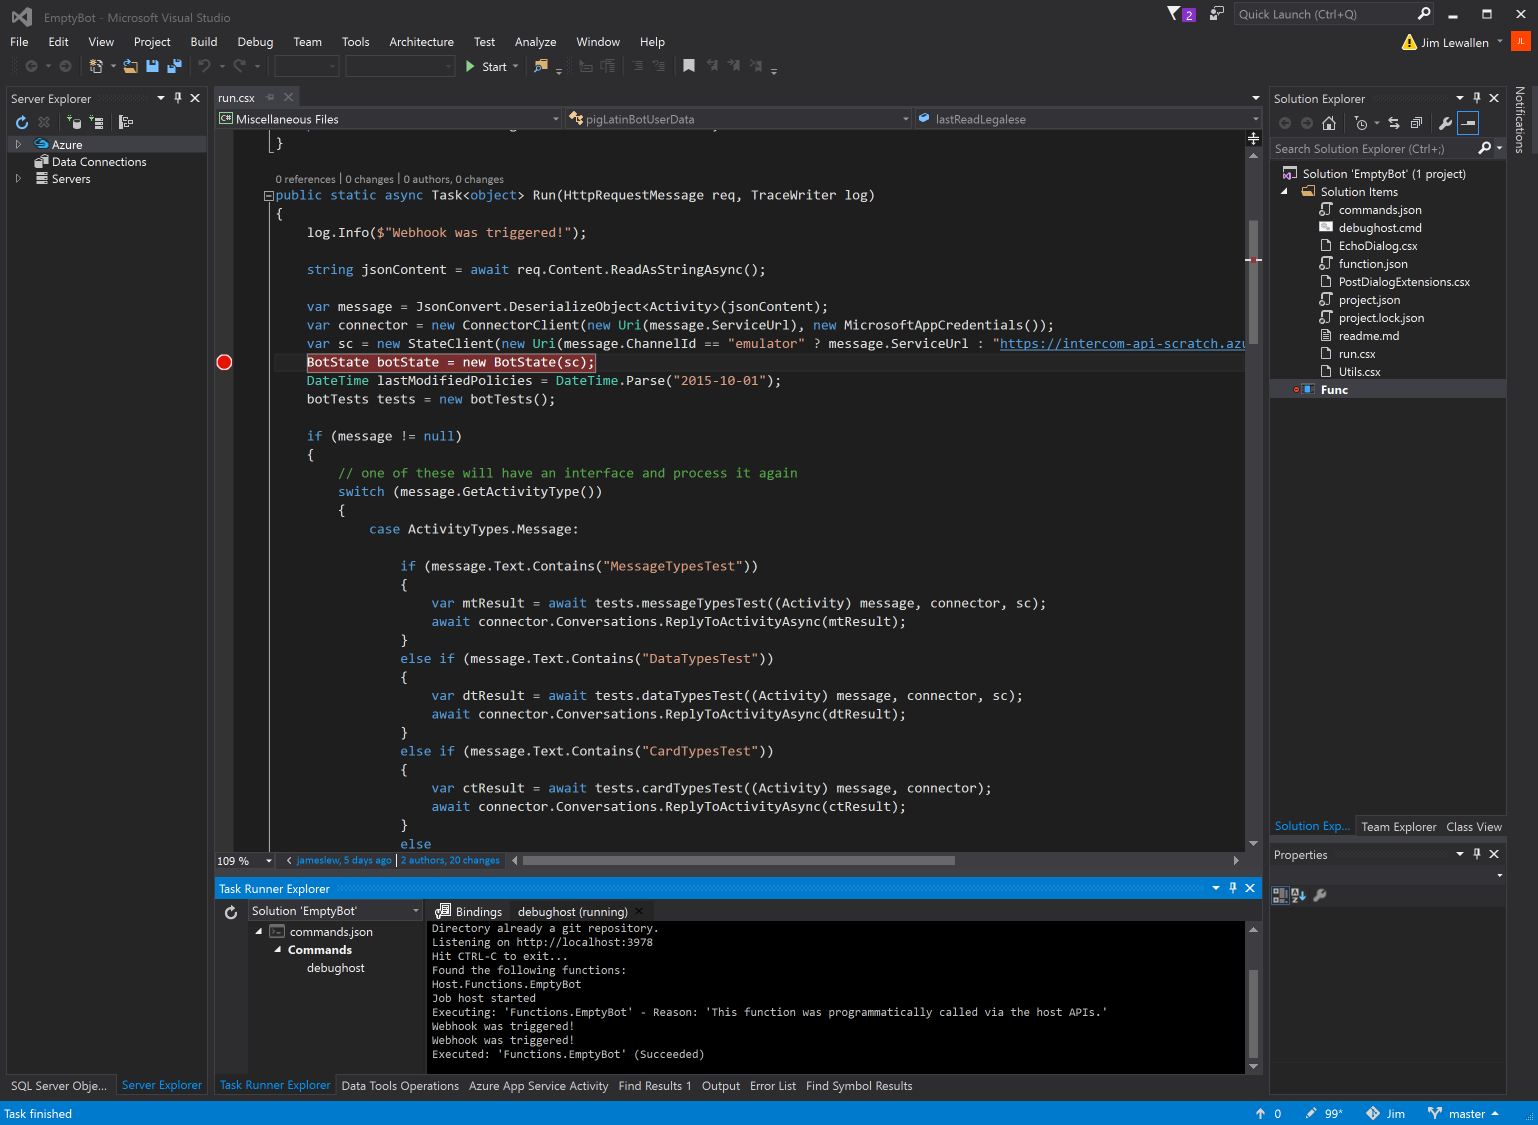 EmptyBot - Microsoft Visual Studio
2
Quick Launch (Ctrl+Q)
File Edit View Project Build Debug Team Tools Architecture Test Analyze Window Help
Jim Lewallen
JL
Start
Server Explorer
Azure
Data Connections
Servers
run.csx
Miscellaneous Files
pigLatinBotUserData
lastReadLegalese
}
0 references | 0 changes | 0 authors, 0 changes
public static async Task<object> Run(HttpRequestMessage req, TraceWriter log)
{
log.Info($"Webhook was triggered!");
string jsonContent = await req.Content.ReadAsStringAsync();
var message = JsonConvert.DeserializeObject<Activity>(jsonContent);
var connector = new ConnectorClient(new Uri(message.ServiceUrl), new MicrosoftAppCredentials());
var sc = new StateClient(new Uri(message.ChannelId == "emulator" ? message.ServiceUrl : "https://intercom-api-scratch.azu
BotState botState = new BotState(sc);
DateTime lastModifiedPolicies = DateTime.Parse("2015-10-01");
botTests tests = new botTests();
if (message != null)
{
// one of these will have an interface and process it again
switch (message.GetActivityType())
{
case ActivityTypes.Message:
if (message.Text.Contains("MessageTypesTest"))
{
var mtResult = await tests.messageTypesTest((Activity) message, connector, sc);
await connector.Conversations.ReplyToActivityAsync(mtResult);
}
else if (message.Text.Contains("DataTypesTest"))
{
var dtResult = await tests.dataTypesTest((Activity) message, connector, sc);
await connector.Conversations.ReplyToActivityAsync(dtResult);
}
else if (message.Text.Contains("CardTypesTest"))
{
var ctResult = await tests.cardTypesTest((Activity) message, connector);
await connector.Conversations.ReplyToActivityAsync(ctResult);
}
else
109 %
jameslew, 5 days ago | 2 authors, 20 changes
Solution Explorer
Search Solution Explorer (Ctrl+;)
Solution 'EmptyBot' (1 project)
Solution Items
commands.json
debughost.cmd
EchoDialog.csx
function.json
PostDialogExtensions.csx
project.json
project.lock.json
readme.md
run.csx
Utils.csx
Func
Solution Exp... Team Explorer Class View
Notifications
Properties
Task Runner Explorer
Solution 'EmptyBot'
commands.json
Commands
debughost
Bindings
debughost (running)
Directory already a git repository.
Listening on http://localhost:3978
Hit CTRL-C to exit...
Found the following functions:
Host.Functions.EmptyBot
Job host started
Executing: 'Functions.EmptyBot' - Reason: 'This function was programmatically called via the host APIs.'
Webhook was triggered!
Webhook was triggered!
Executed: 'Functions.EmptyBot' (Succeeded)
SQL Server Obje... Server Explorer
Task Runner Explorer Data Tools Operations Azure App Service Activity Find Results 1 Output Error List Find Symbol Results
Task finished
0 99* Jim master